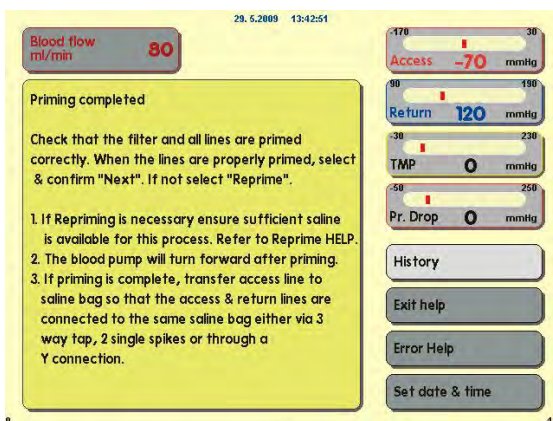 29. 5.2009 13:42:51
Blood flow
ml/min 80
Priming completed
Check that the filter and all lines are primed
correctly. When the lines are properly primed, select
& confirm "Next". If not select "Reprime".
1. If Repriming is necessary ensure sufficient saline
is available for this process. Refer to Reprime HELP.
2. The blood pump will turn forward after priming.
3. If priming is complete, transfer access line to
saline bag so that the access & return lines are
connected to the same saline bag either via 3
way tap, 2 single spikes or through a
Y connection.
-170 30
Access -70 mmHg
90 190
Return 120 mmHg
-30 230
TMP 0 mmHg
-50 250
Pr. Drop 0 mmHg
History
Exit help
Error Help
Set date & time